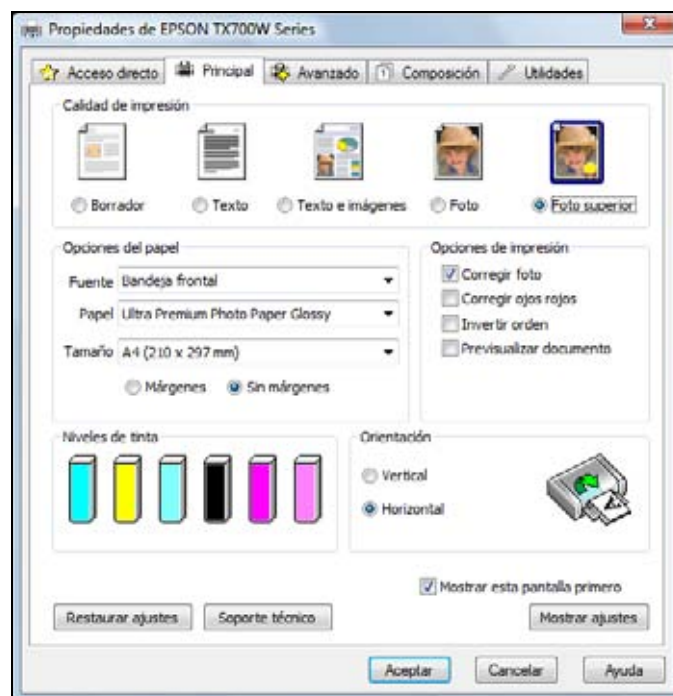 Propiedades de EPSON TX700W Series
Acceso directo Principal Avanzado Composición Utilidades
Calidad de impresión
Borrador Texto Texto e imágenes Foto Foto superior
Opciones del papel
Fuente Bandeja frontal
Papel Ultra Premium Photo Paper Glossy
Tamaño A4 (210 x 297 mm)
Márgenes Sin márgenes
Opciones de impresión
Corregir foto
Corregir ojos rojos
Invertir orden
Previsualizar documento
Niveles de tinta
Orientación
Vertical
Horizontal
Mostrar esta pantalla primero
Restaurar ajustes Soporte técnico Mostrar ajustes
Aceptar Cancelar Ayuda